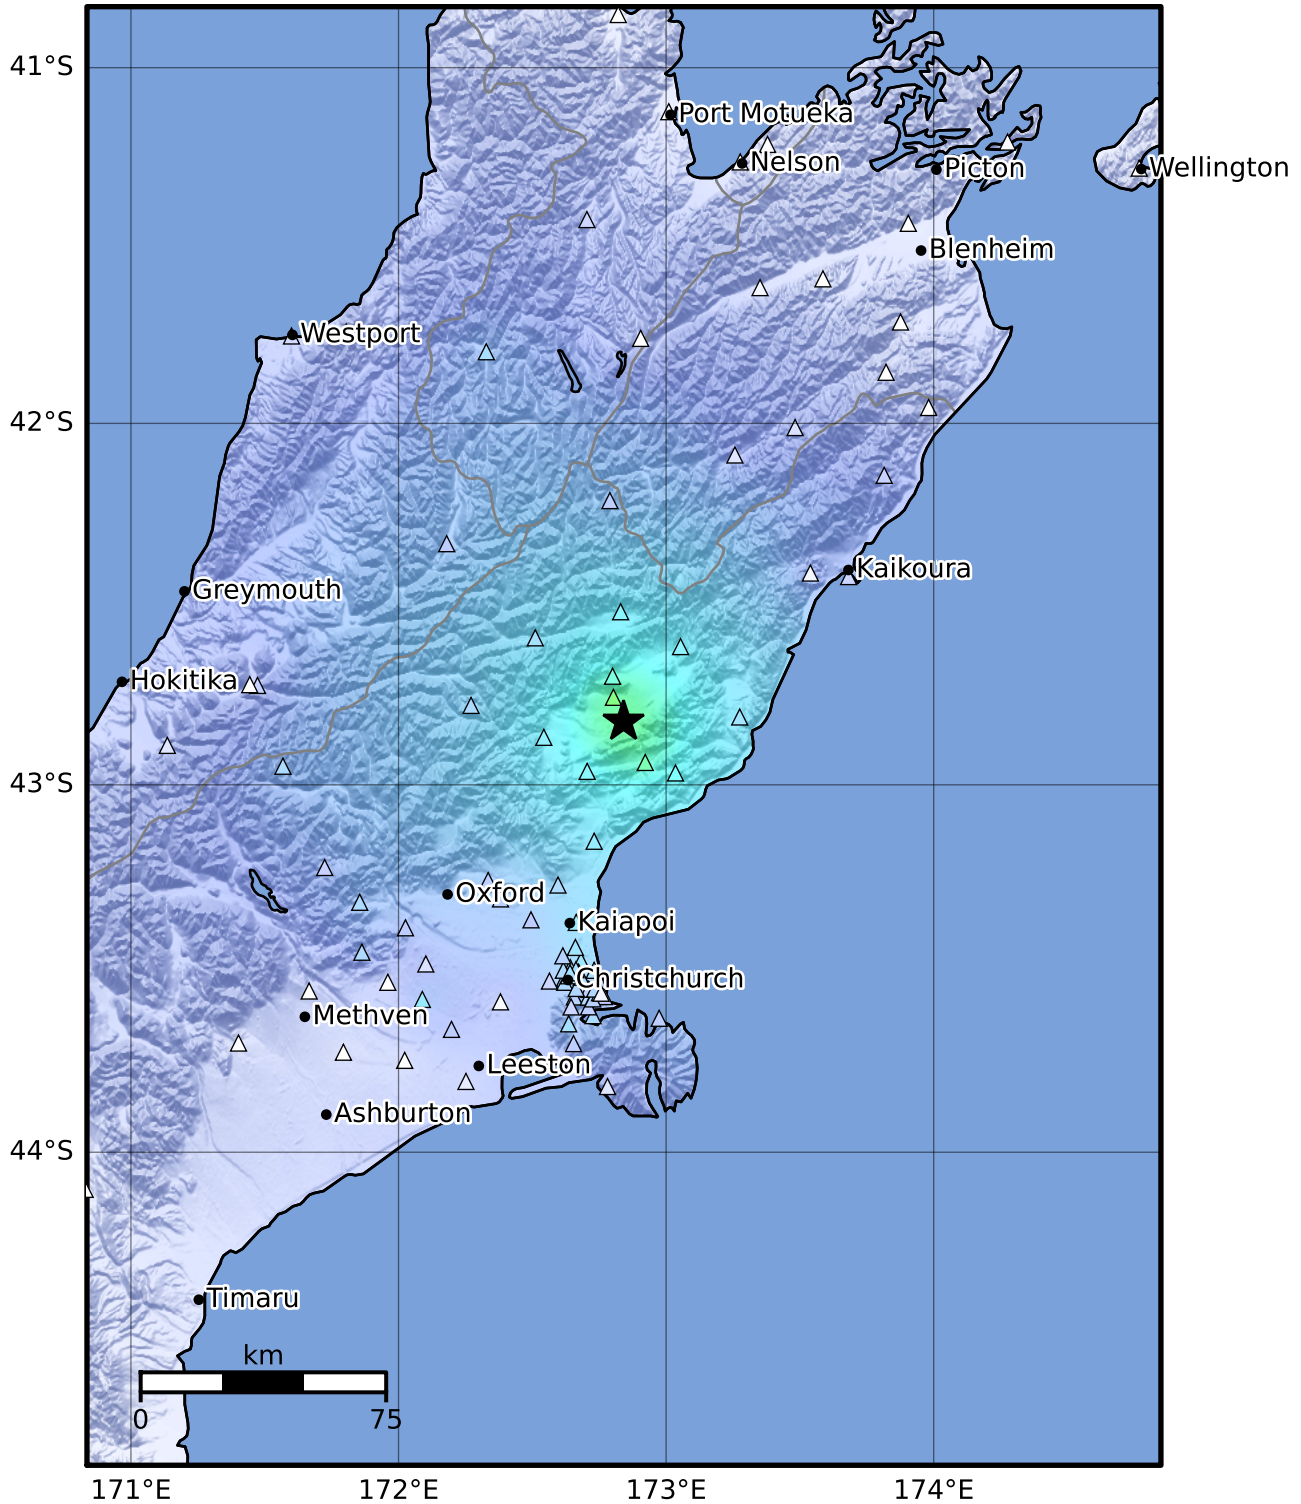 41°S
Port Motueka
Nelson
Picton
Wellington
Blenheim
Westport
42°S
Kaikoura
Greymouth
Hokitika
43°S
Oxford
Kaiapoi
Christchurch
Methven
Leeston
Ashburton
44°S
Timaru
km
0 75
171°E 172°E 173°E 174°E